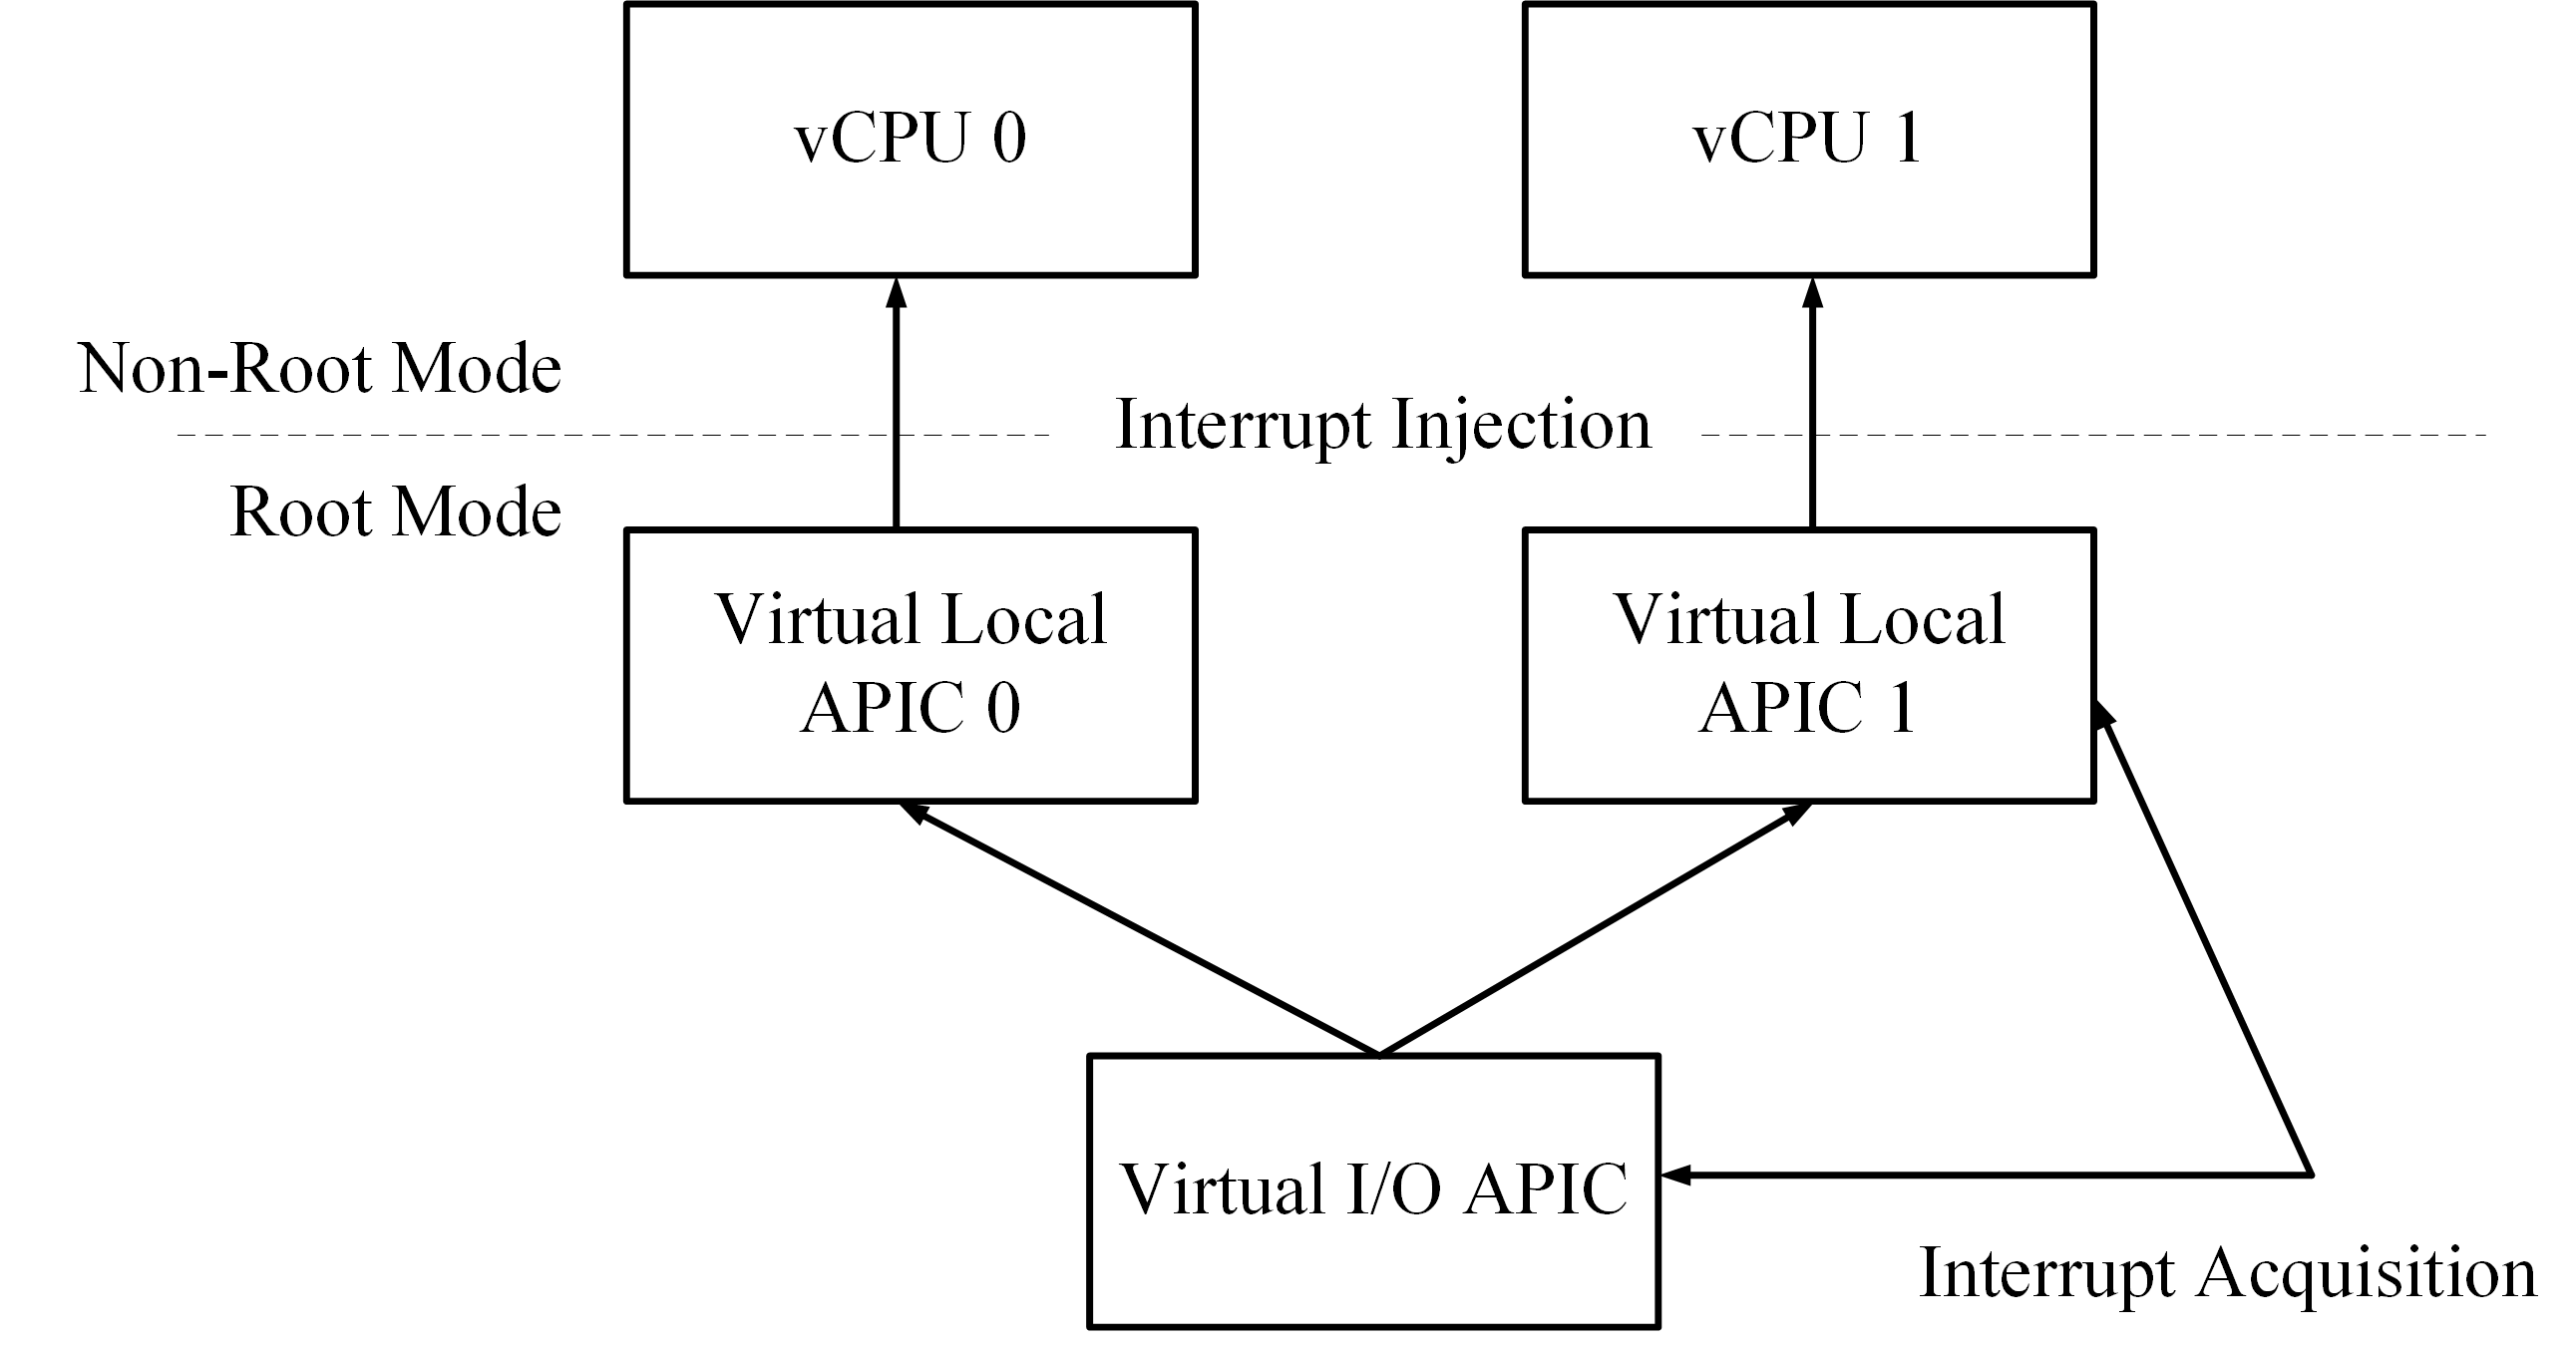 vCPU 0
vCPU 1
Non-Root Mode
Interrupt Injection
Root Mode
Virtual Local
APIC 0
Virtual Local
APIC 1
Virtual I/O APIC
Interrupt Acquisition